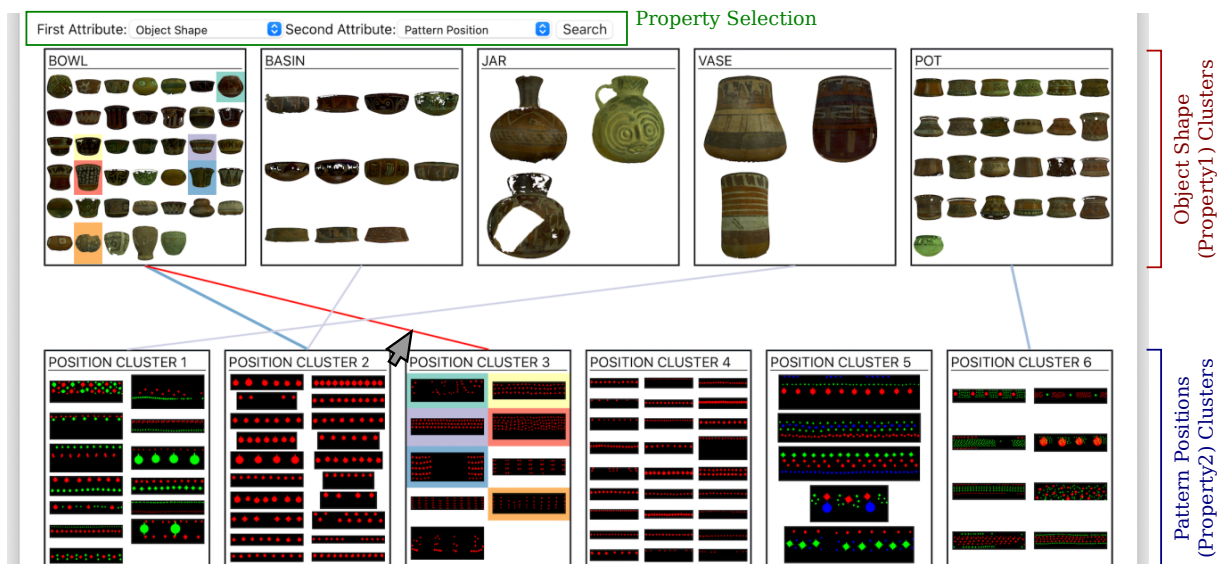 Property Selection
First Attribute: Object Shape Second Attribute: Pattern Position Search
BOWL
BASIN
JAR
VASE
POT
Object Shape
(Property1) Clusters
POSITION CLUSTER 1
POSITION CLUSTER 2
POSITION CLUSTER 3
POSITION CLUSTER 4
POSITION CLUSTER 5
POSITION CLUSTER 6
Pattern Positions
(Property2) Clusters